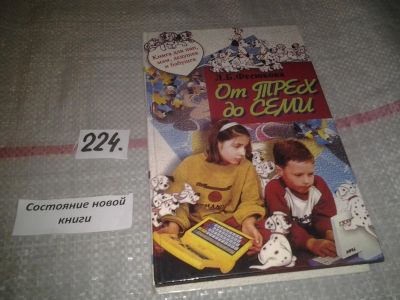 Книга для пап,
мам, дедушек
и бабушек
Л.Б.Фесюкова
От ТРЕХ
до СЕМИ
224.
Состояние новой
книги